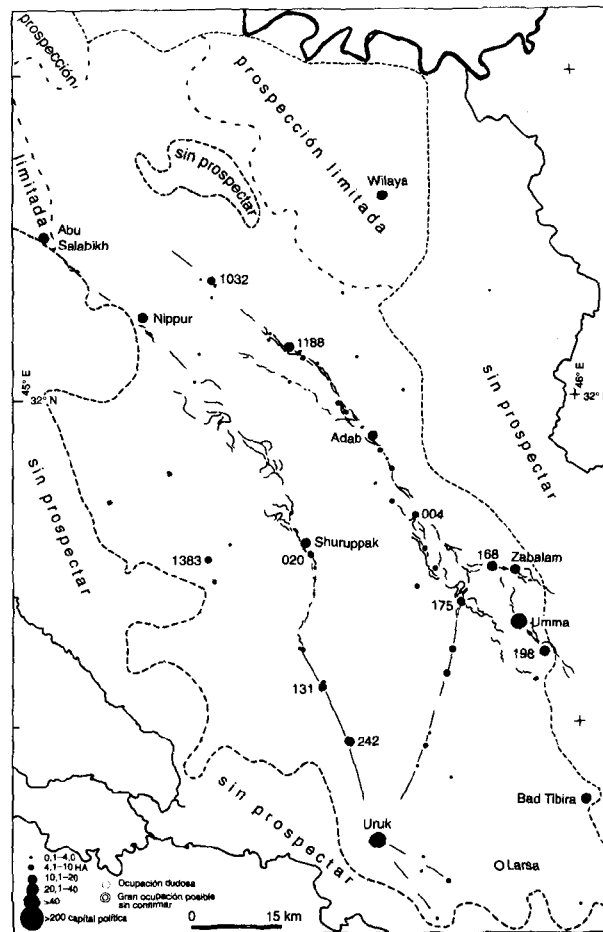 prospección
limitada
prospección limitada
sin prospectar
Wilaya
Abu
Salabikh
1032
Nippur
1188
45° E
32° N
46° E
32° N
Adab
sin prospectar
sin prospectar
004
Shuruppak
020
168
Zabalam
1383
175
Umma
198
131
242
sin prospectar
Bad Tibira
Uruk
Larsa
0,1–4,0
4,1–10 HA
10,1–20
20,1–40
>40
>200 capital política
Ocupación dudosa
Gran ocupación posible
sin confirmar
0 15 km